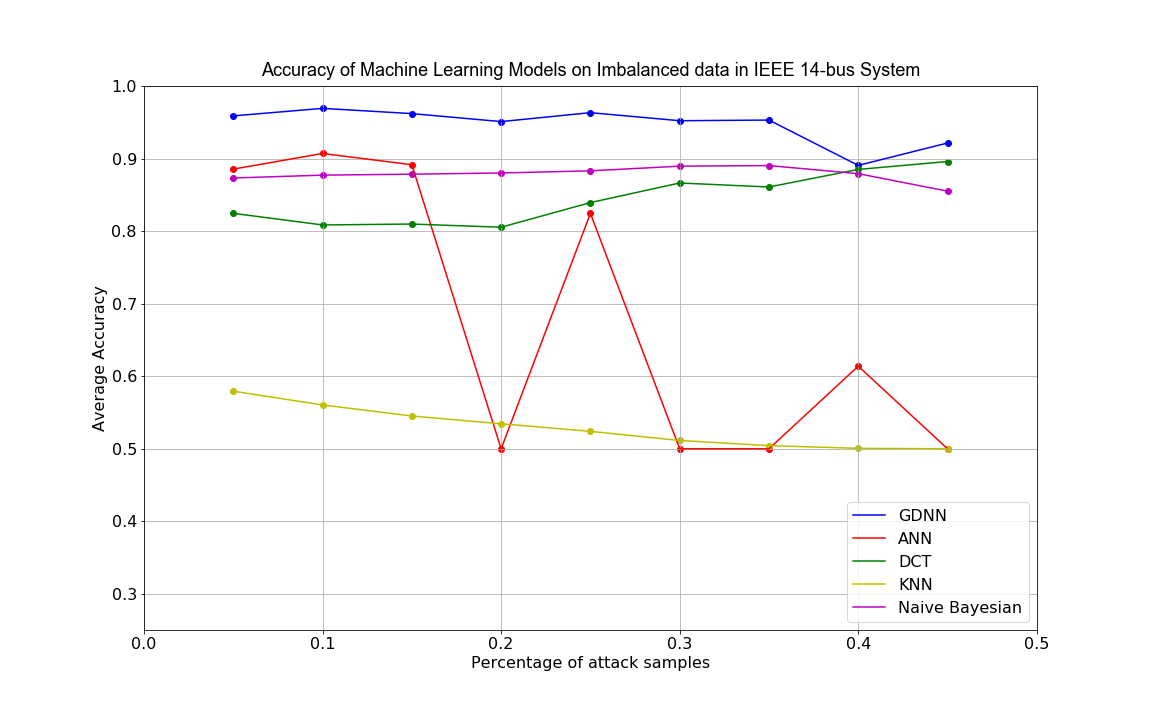 Accuracy of Machine Learning Models on Imbalanced data in IEEE 14-bus System
1.0
0.9
0.8
0.7
0.6
0.5
0.4
0.3
Average Accuracy
GDNN
ANN
DCT
KNN
Naive Bayesian
0.0 0.1 0.2 0.3 0.4 0.5
Percentage of attack samples